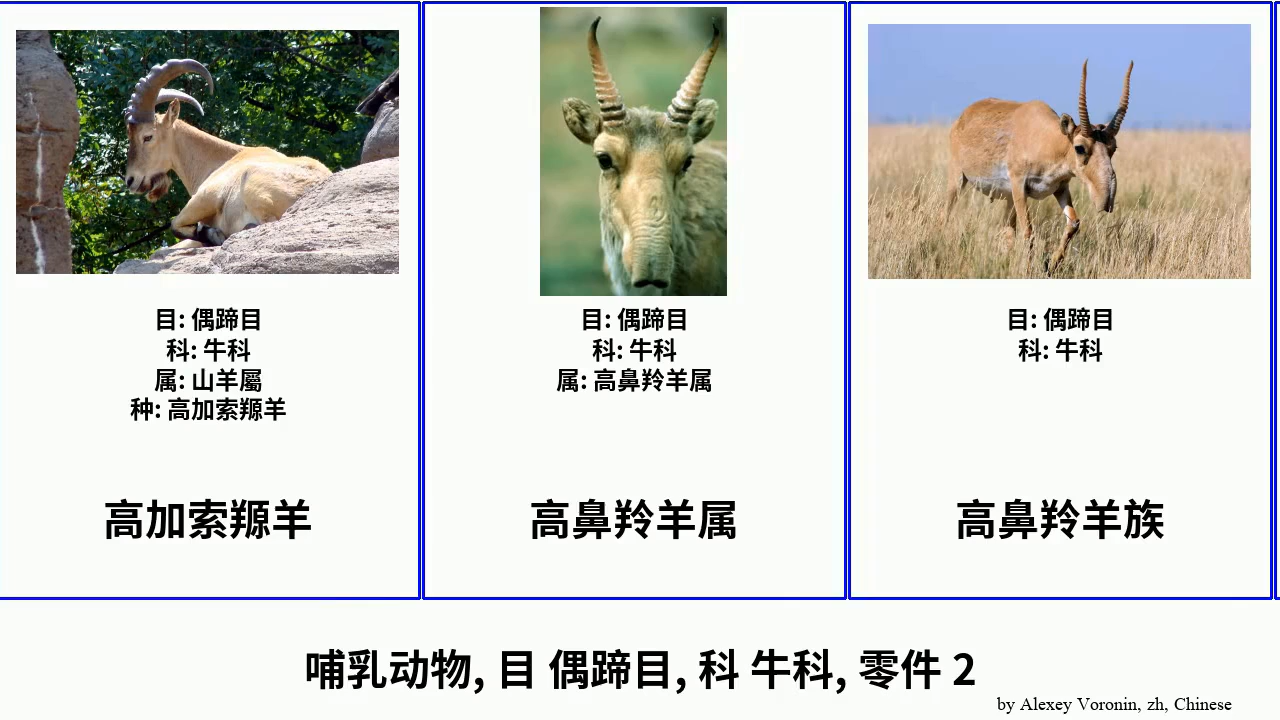 目: 偶蹄目
科: 牛科
属: 山羊屬
种: 高加索羱羊
高加索羱羊
目: 偶蹄目
科: 牛科
属: 高鼻羚羊属
高鼻羚羊属
目: 偶蹄目
科: 牛科
高鼻羚羊族
哺乳动物, 目 偶蹄目, 科 牛科, 零件 2
by Alexey Voronin, zh, Chinese